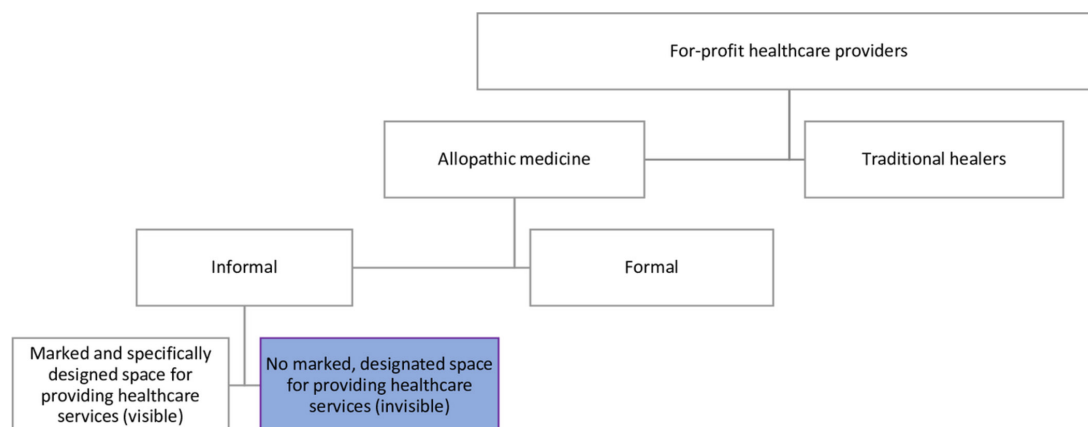 For-profit healthcare providers
Allopathic medicine
Traditional healers
Informal
Formal
Marked and specifically
designed space for
providing healthcare
services (visible)
No marked, designated space
for providing healthcare
services (invisible)